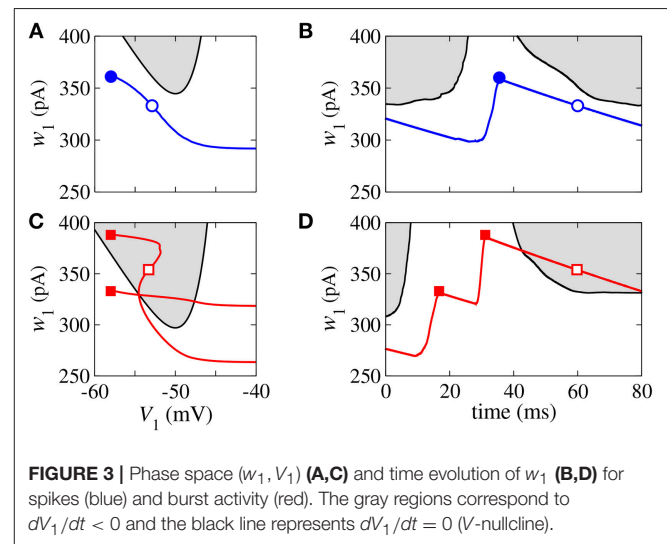 A
400
350
300
250
w₁ (pA)
B
400
350
300
250
w₁ (pA)
C
400
350
300
250
w₁ (pA)
-60
-50
-40
V₁ (mV)
D
400
350
300
250
w₁ (pA)
0
20
40
60
80
time (ms)
FIGURE 3 | Phase space (w₁, V₁) (A,C) and time evolution of w₁ (B,D) for
spikes (blue) and burst activity (red). The gray regions correspond to
dV₁/dt < 0 and the black line represents dV₁/dt = 0 (V-nullcline).